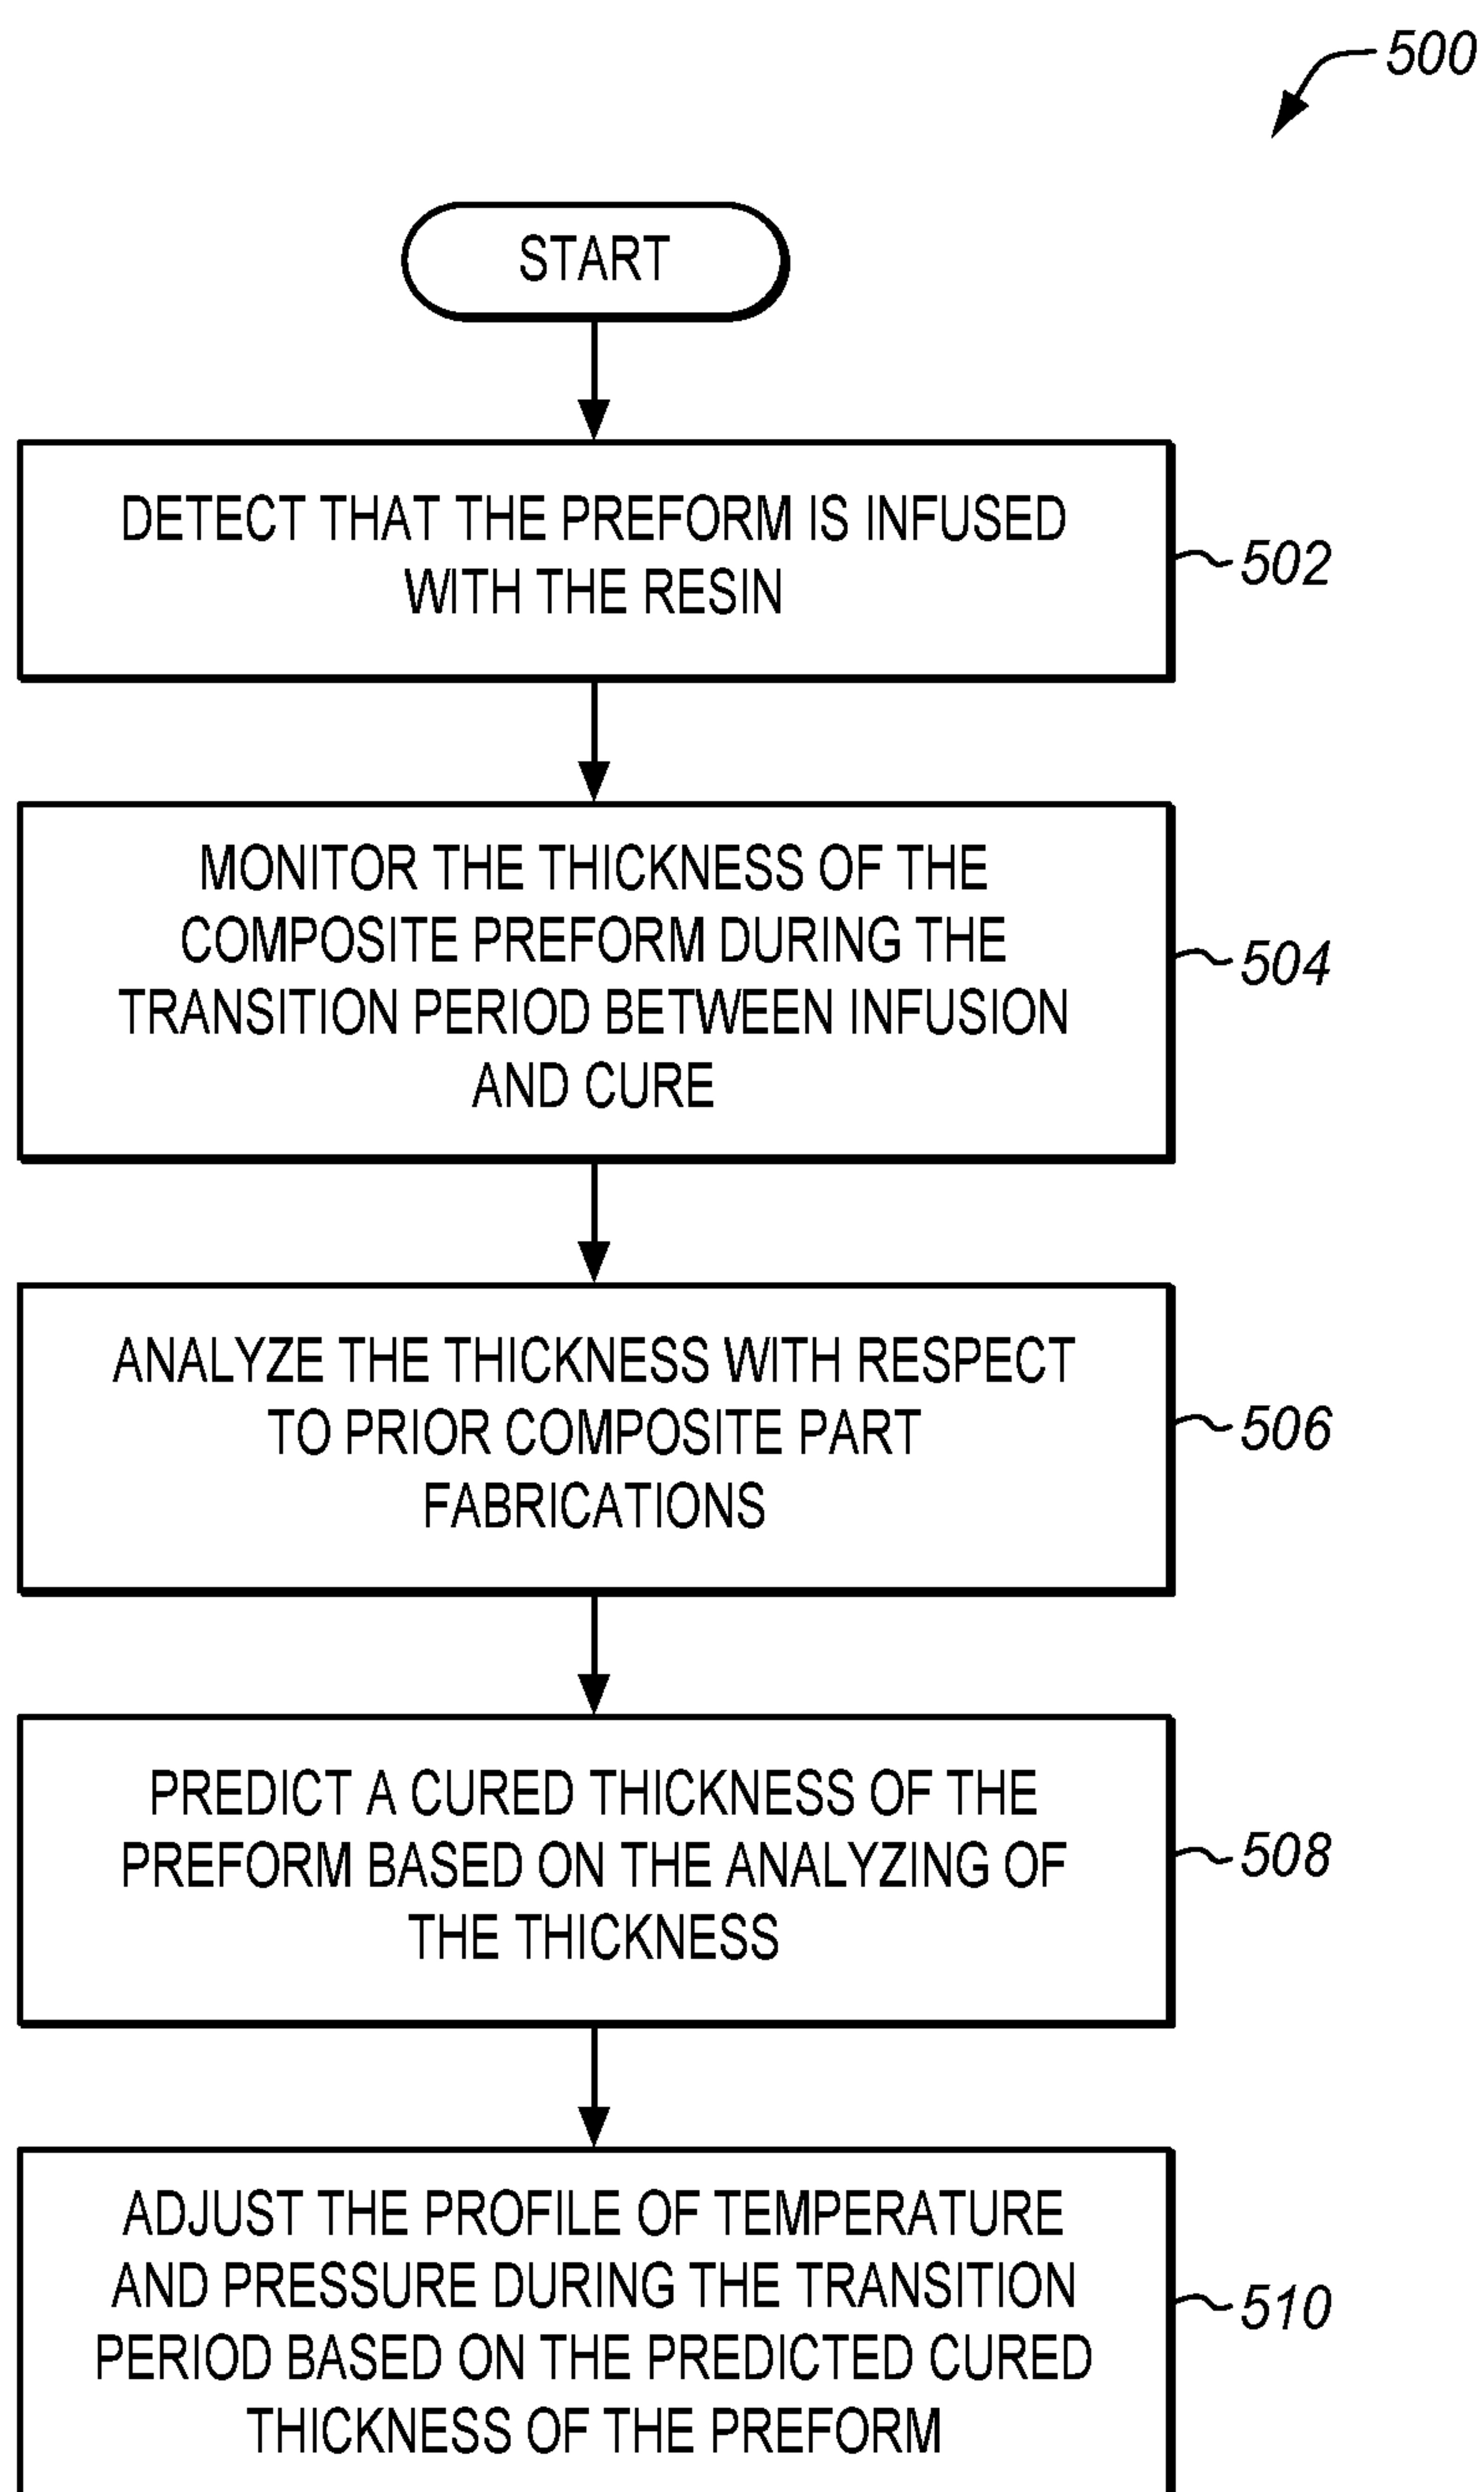 500
START
DETECT THAT THE PREFORM IS INFUSED
WITH THE RESIN
502
MONITOR THE THICKNESS OF THE
COMPOSITE PREFORM DURING THE
TRANSITION PERIOD BETWEEN INFUSION
AND CURE
504
ANALYZE THE THICKNESS WITH RESPECT
TO PRIOR COMPOSITE PART
FABRICATIONS
506
PREDICT A CURED THICKNESS OF THE
PREFORM BASED ON THE ANALYZING OF
THE THICKNESS
508
ADJUST THE PROFILE OF TEMPERATURE
AND PRESSURE DURING THE TRANSITION
PERIOD BASED ON THE PREDICTED CURED
THICKNESS OF THE PREFORM
510